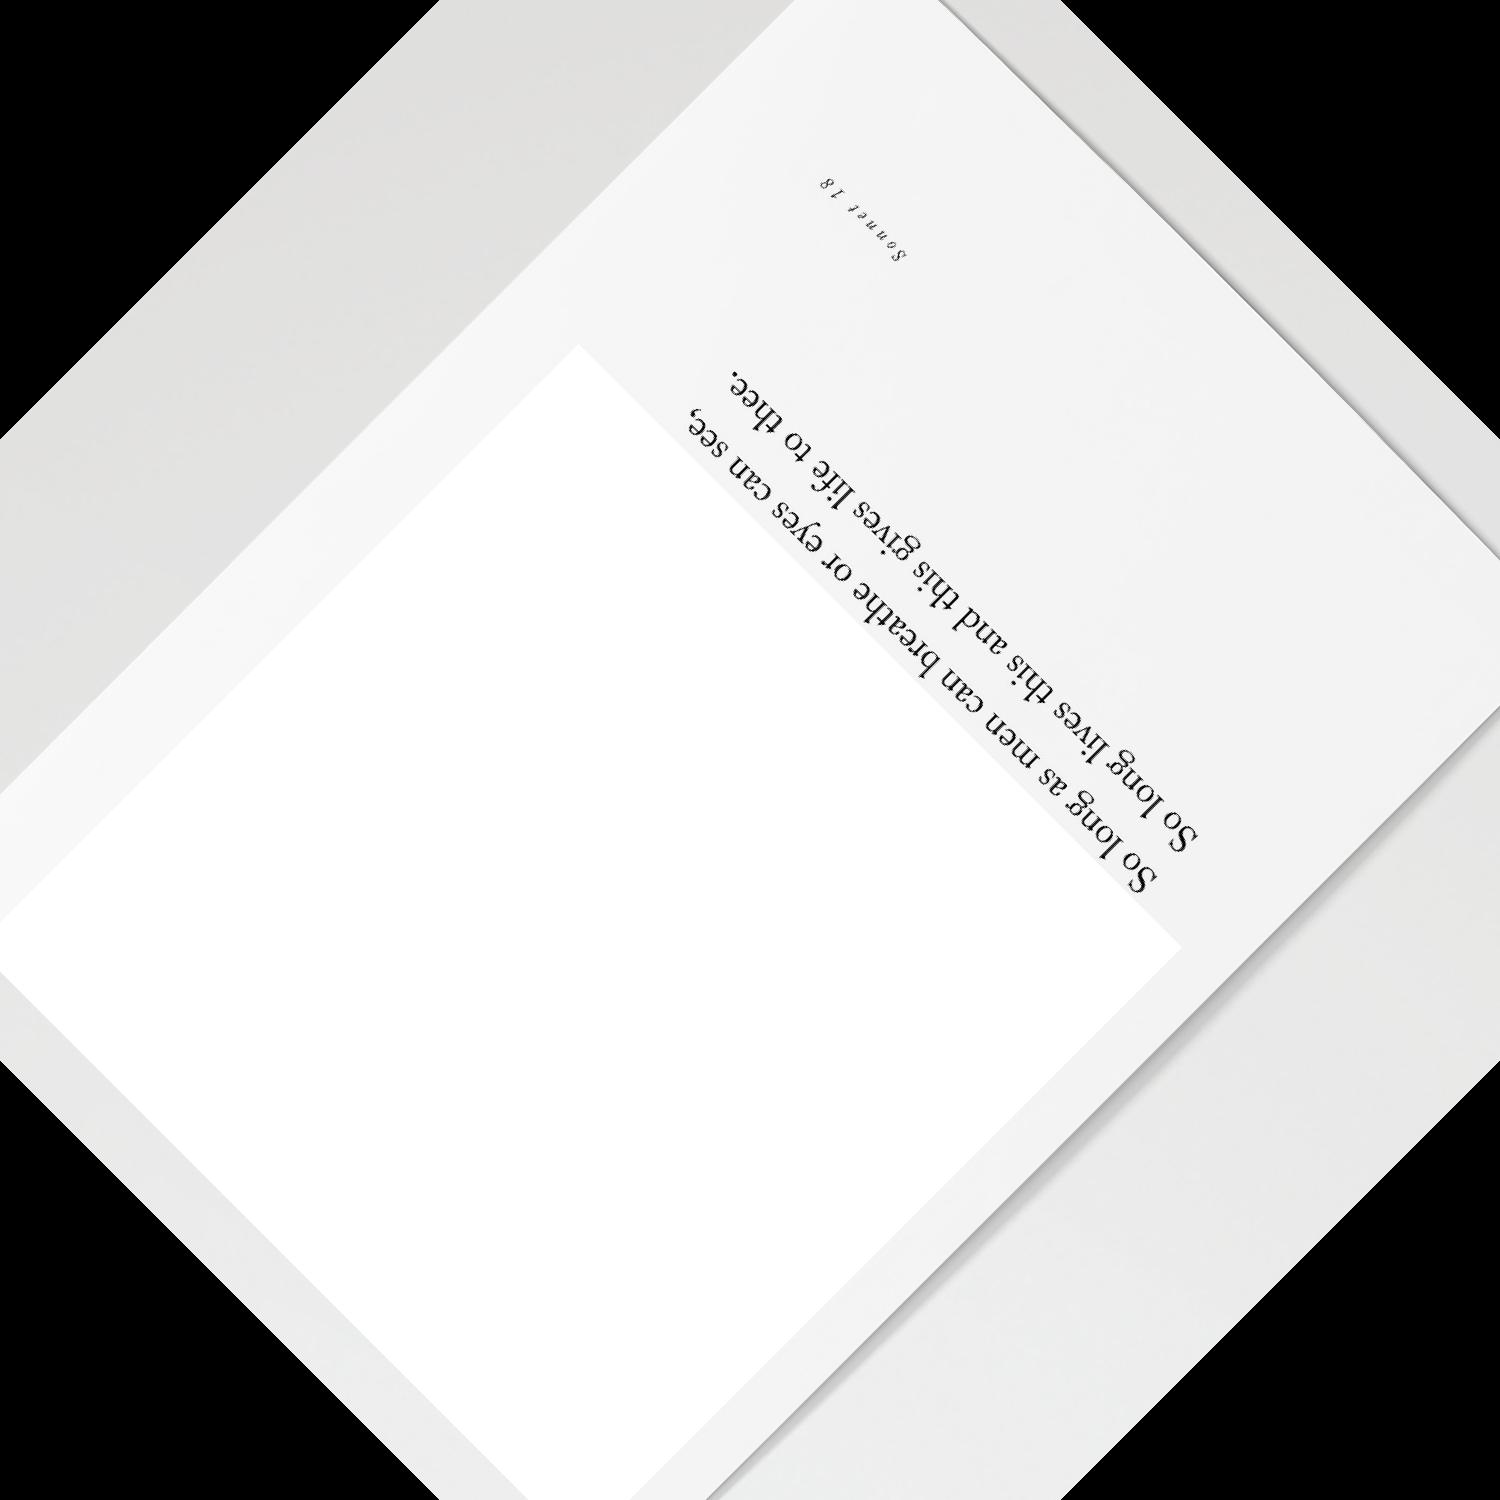 So long as men can breathe or eyes can see,
So long lives this and this gives life to thee.
Sonnet 18